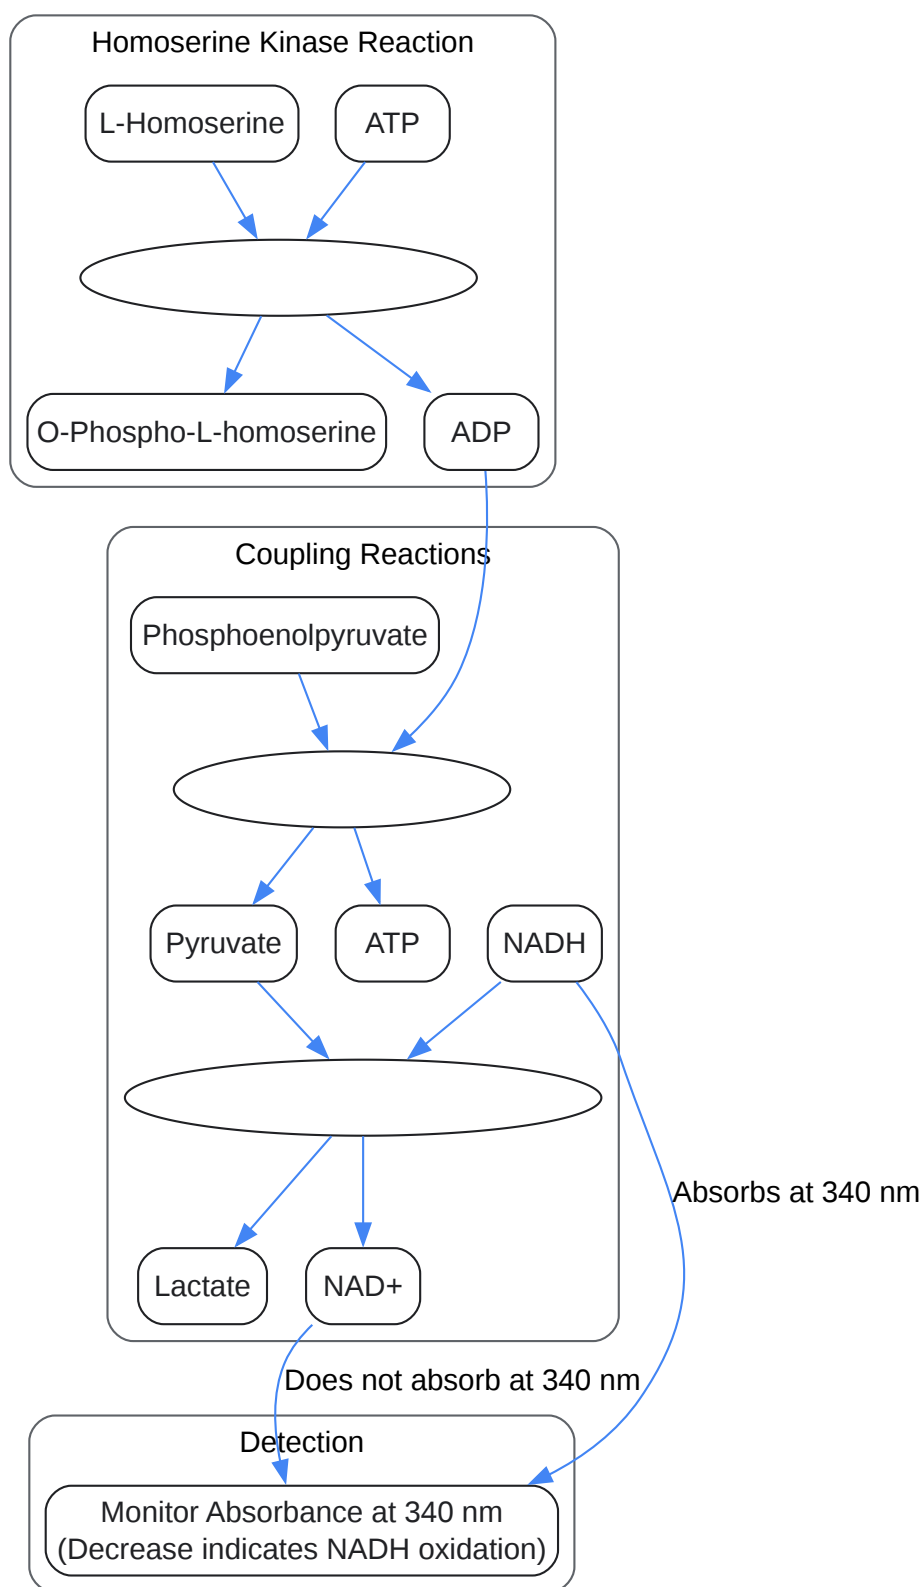 Homoserine Kinase Reaction
L-Homoserine
ATP
O-Phospho-L-homoserine
ADP
Coupling Reactions
Phosphoenolpyruvate
Pyruvate
ATP
NADH
Absorbs at 340 nm
Lactate
NAD+
Does not absorb at 340 nm
Detection
Monitor Absorbance at 340 nm
(Decrease indicates NADH oxidation)